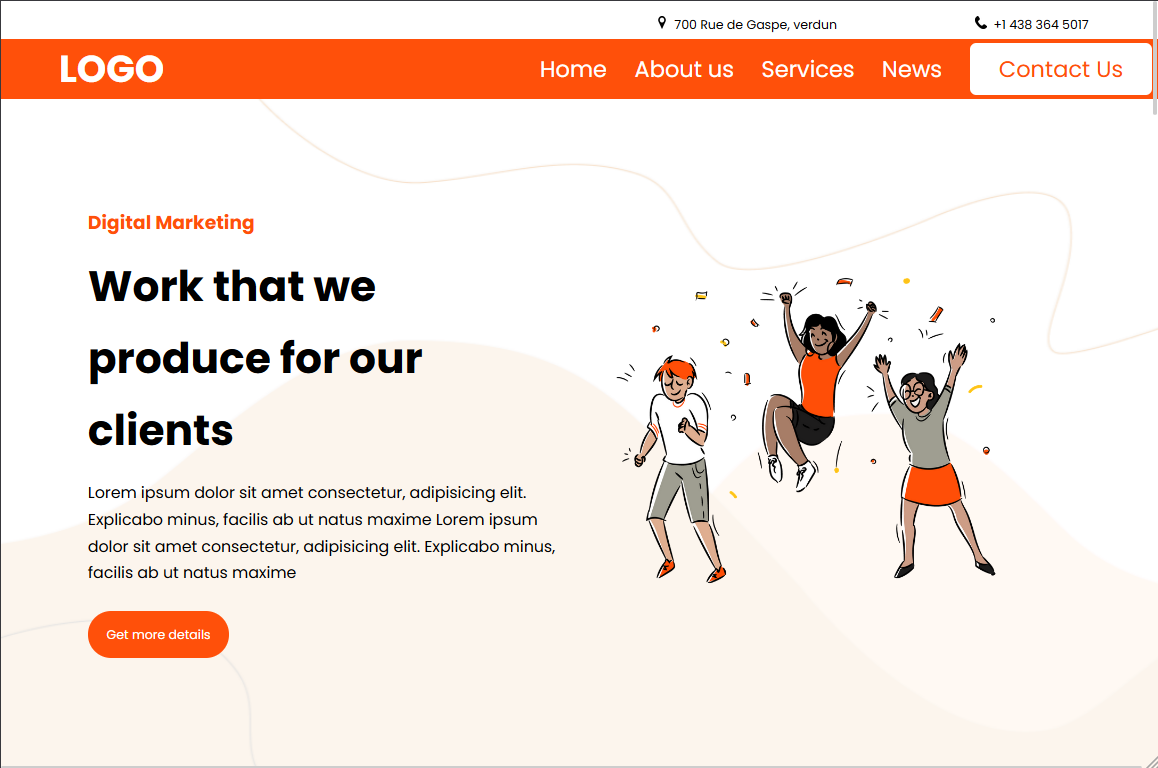 700 Rue de Gaspe, verdun
+1 438 364 5017
LOGO
Home
About us
Services
News
Contact Us
Digital Marketing
Work that we
produce for our
clients
Lorem ipsum dolor sit amet consectetur, adipisicing elit.
Explicabo minus, facilis ab ut natus maxime Lorem ipsum
dolor sit amet consectetur, adipisicing elit. Explicabo minus,
facilis ab ut natus maxime
Get more details